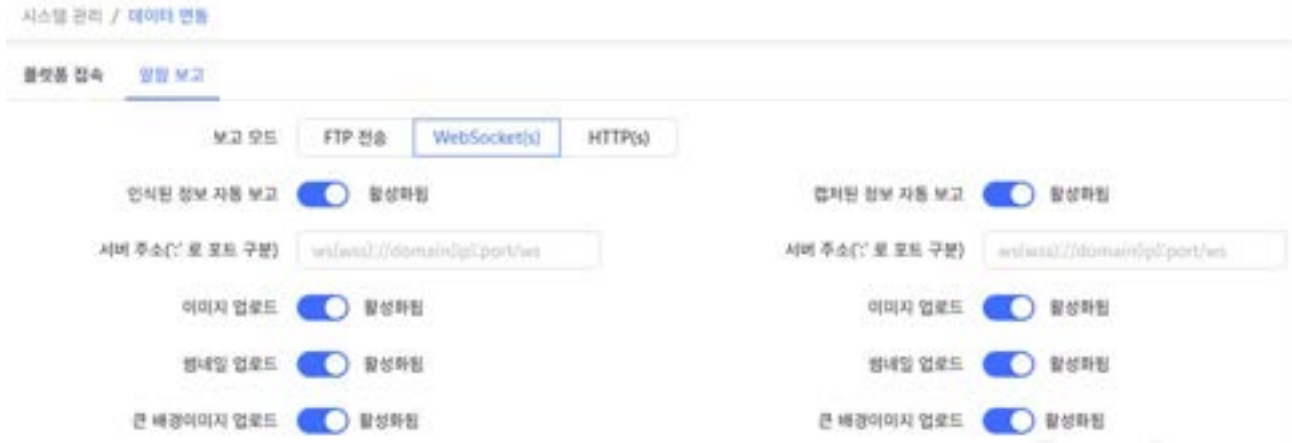 시스템 관리 / 데이터 연동
플랫폼 접속 알람 보고
보고 모드 FTP 전송 WebSocket(s) HTTP(s)
인식된 정보 자동 보고 활성화됨 캡처된 정보 자동 보고 활성화됨
서버 주소(':' 로 포트 구분) ws(wss)://domain(ip):port/ws 서버 주소(':' 로 포트 구분) ws(wss)://domain(ip):port/ws
이미지 업로드 활성화됨 이미지 업로드 활성화됨
썸네일 업로드 활성화됨 썸네일 업로드 활성화됨
큰 배경이미지 업로드 활성화됨 큰 배경이미지 업로드 활성화됨